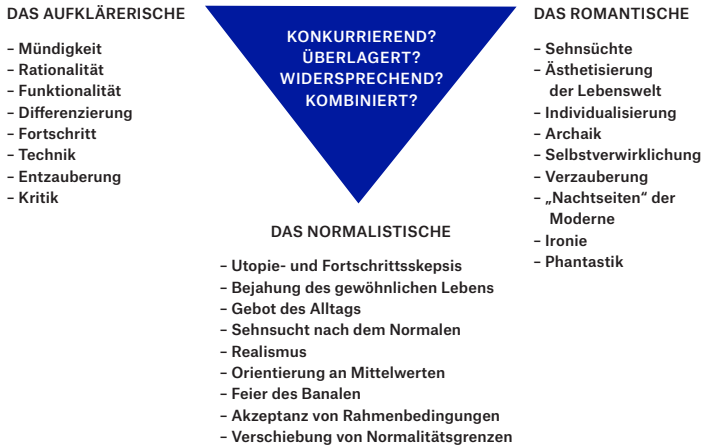 DAS AUFKLÄRERISCHE
– Mündigkeit
– Rationalität
– Funktionalität
– Differenzierung
– Fortschritt
– Technik
– Entzauberung
– Kritik
KONKURRIEREND?
ÜBERLAGERT?
WIDERSPRECHEND?
KOMBINIERT?
DAS ROMANTISCHE
– Sehnsüchte
– Ästhetisierung
der Lebenswelt
– Individualisierung
– Archaik
– Selbstverwirklichung
– Verzauberung
– „Nachtseiten“ der
Moderne
– Ironie
– Phantastik
DAS NORMALISTISCHE
– Utopie- und Fortschrittsskepsis
– Bejahung des gewöhnlichen Lebens
– Gebot des Alltags
– Sehnsucht nach dem Normalen
– Realismus
– Orientierung an Mittelwerten
– Feier des Banalen
– Akzeptanz von Rahmenbedingungen
– Verschiebung von Normalitätsgrenzen